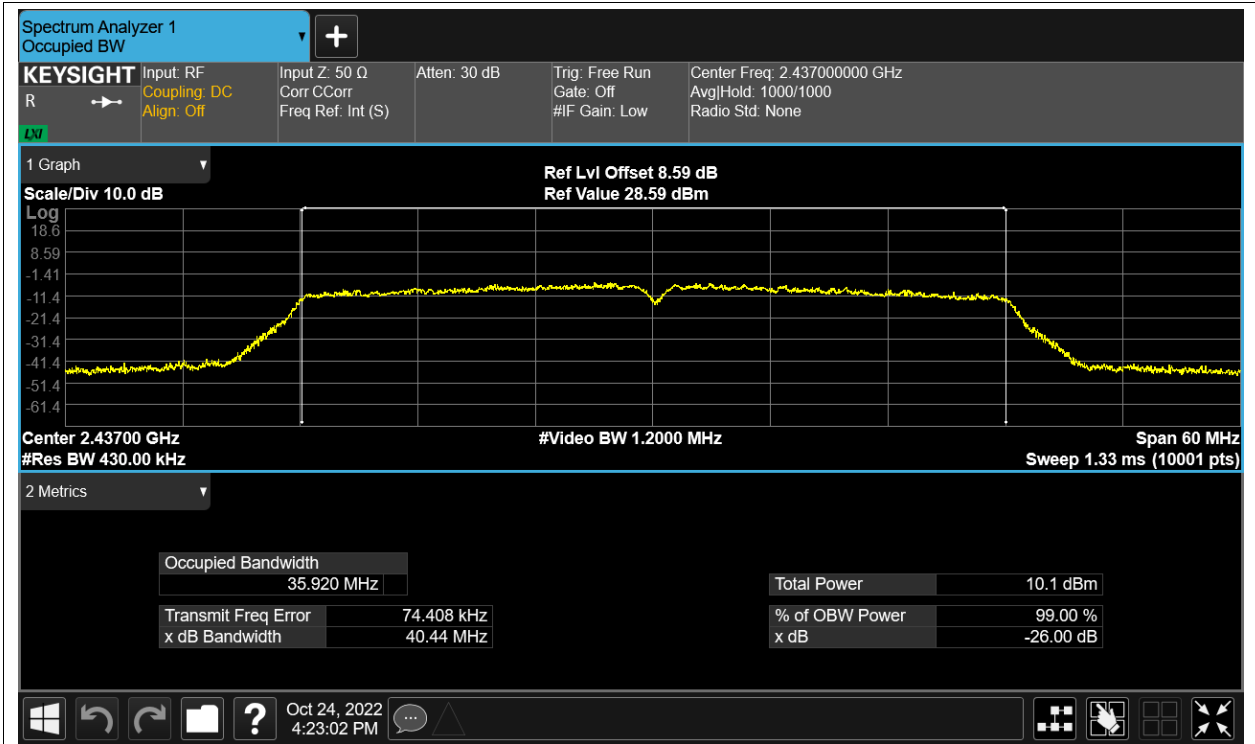 Spectrum Analyzer 1
Occupied BW
KEYSIGHT
R
LXI
Input: RF
Coupling: DC
Align: Off
Input Z: 50 Ω
Corr CCorr
Freq Ref: Int (S)
Atten: 30 dB
Trig: Free Run
Gate: Off
#IF Gain: Low
Center Freq: 2.437000000 GHz
Avg|Hold: 1000/1000
Radio Std: None
1 Graph
Scale/Div 10.0 dB
Ref Lvl Offset 8.59 dB
Ref Value 28.59 dBm
Log
18.6
8.59
-1.41
-11.4
-21.4
-31.4
-41.4
-51.4
-61.4
Center 2.43700 GHz
#Video BW 1.2000 MHz
Span 60 MHz
#Res BW 430.00 kHz
Sweep 1.33 ms (10001 pts)
2 Metrics
Occupied Bandwidth
35.920 MHz
Total Power 10.1 dBm
Transmit Freq Error 74.408 kHz
% of OBW Power 99.00 %
x dB Bandwidth 40.44 MHz
x dB -26.00 dB
?
Oct 24, 2022
4:23:02 PM